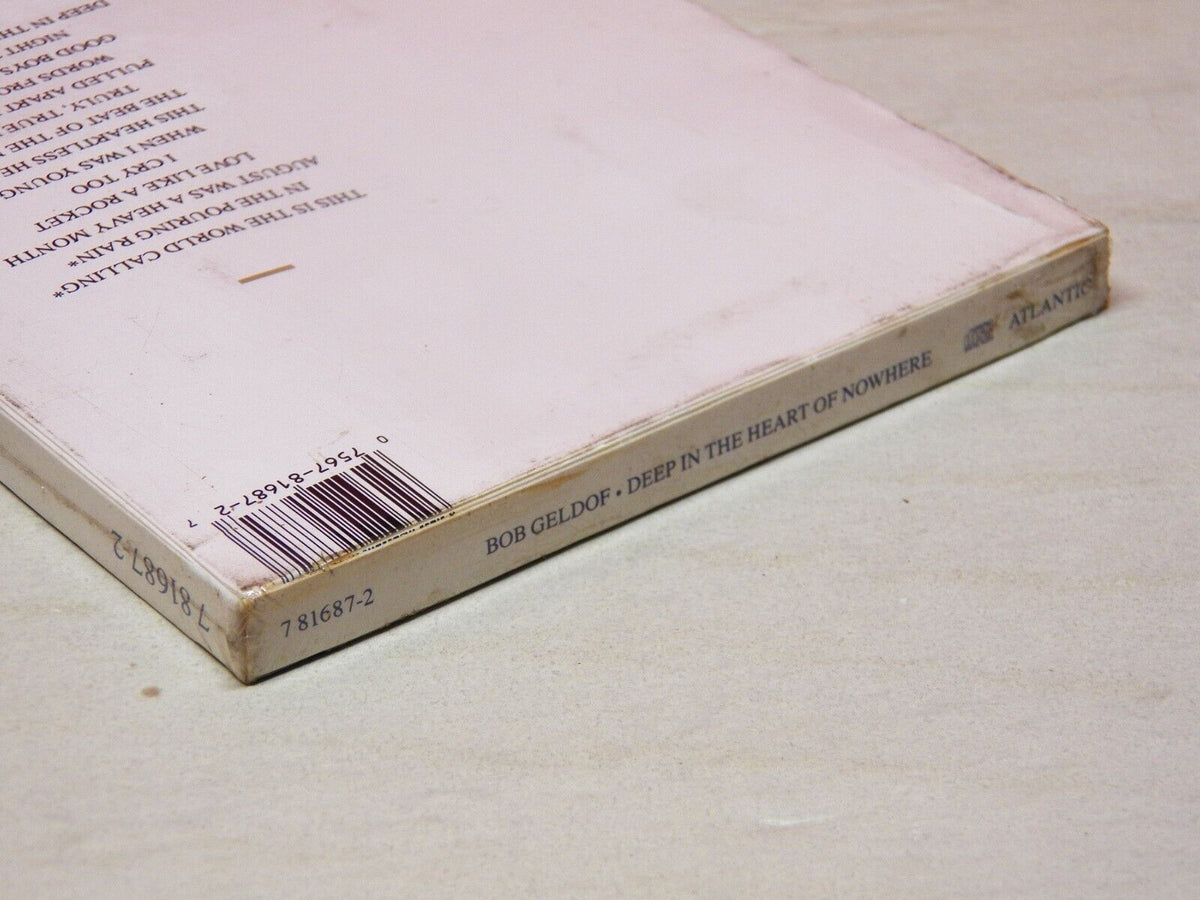 THIS IS THE WORLD CALLING*
IN THE POURING RAIN*
AUGUST WAS A HEAVY MONTH
LOVE LIKE A ROCKET
I CRY TOO
WHEN I WAS YOUNG
THIS HEARTLESS HE
THE BEAT OF THE
TRULY, TRUE
PULLED APART
WORDS FRO
GOOD BOYS
NIGHT
DEEP IN TH
0 7567-81687-2 7
7 81687-2
7 81687-2
BOB GELDOF • DEEP IN THE HEART OF NOWHERE
ATLANTIC